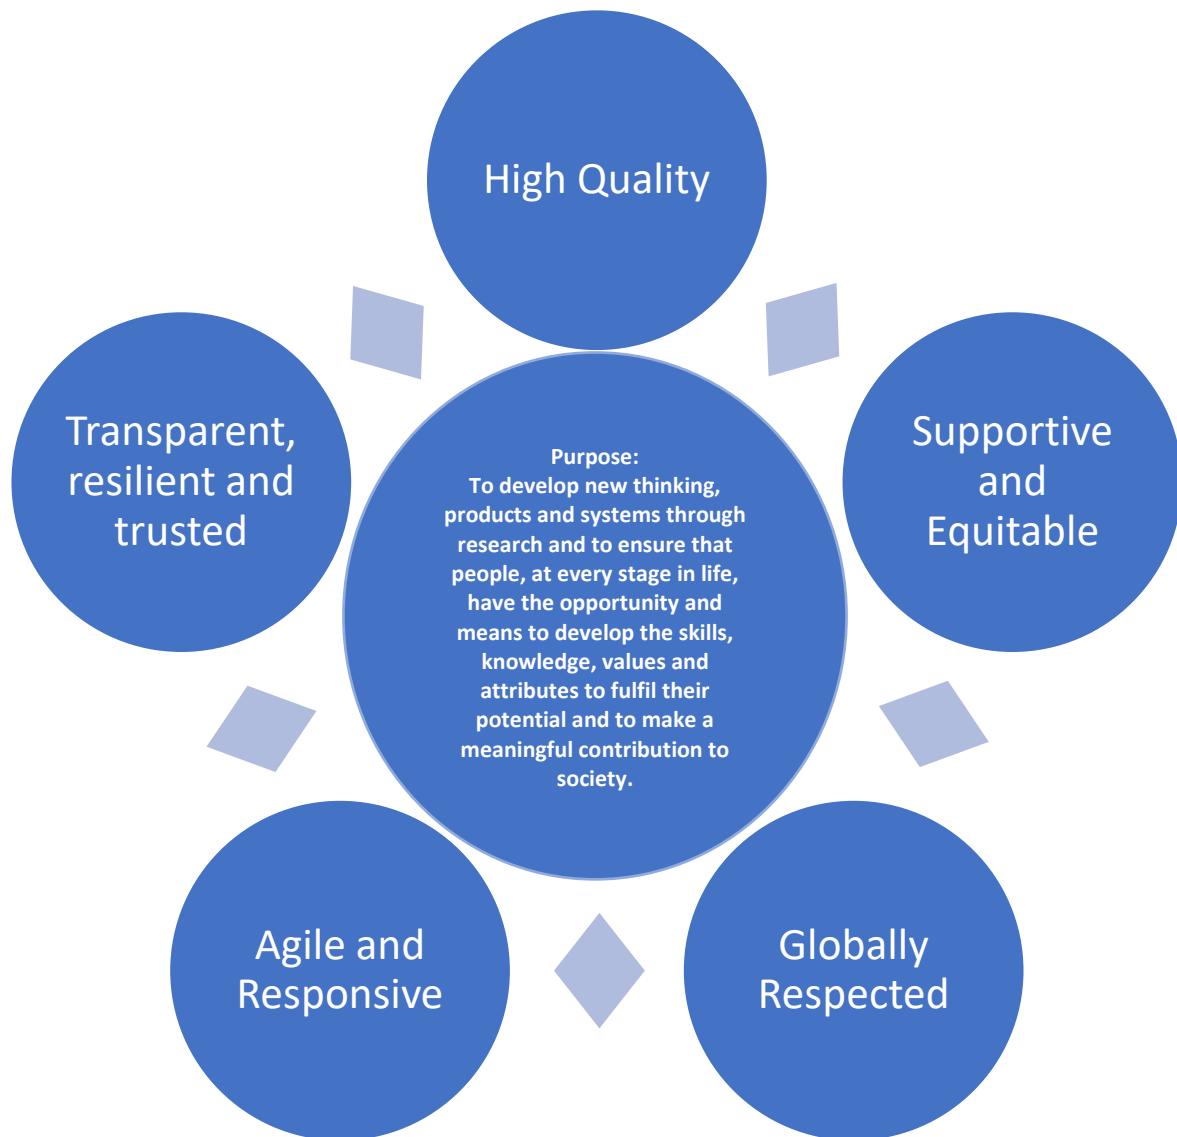 High Quality
Transparent,
resilient and
trusted
Supportive
and
Equitable
Purpose:
To develop new thinking,
products and systems through
research and to ensure that
people, at every stage in life,
have the opportunity and
means to develop the skills,
knowledge, values and
attributes to fulfil their
potential and to make a
meaningful contribution to
society.
Agile and
Responsive
Globally
Respected